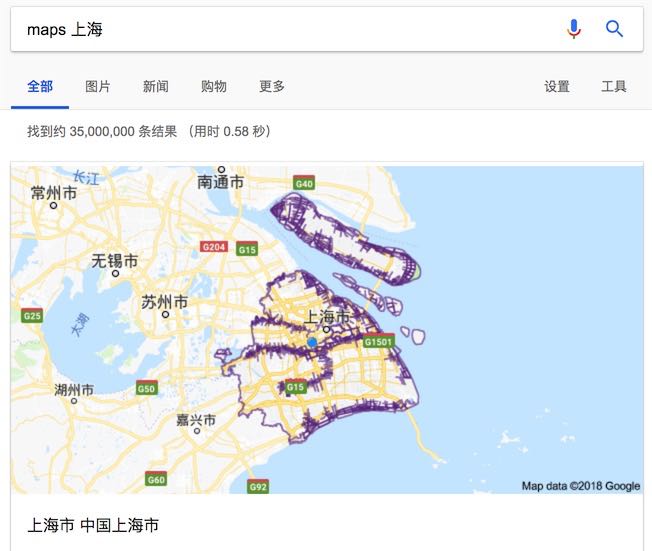 maps 上海
全部 图片 新闻 购物 更多 设置 工具
找到约 35,000,000 条结果 （用时 0.58 秒）
长江
南通市
G40
常州市
G204
G15
无锡市
苏州市
上海市
G25
太湖
G1501
湖州市
G50
G15
嘉兴市
G60
G92
Map data ©2018 Google
上海市 中国上海市